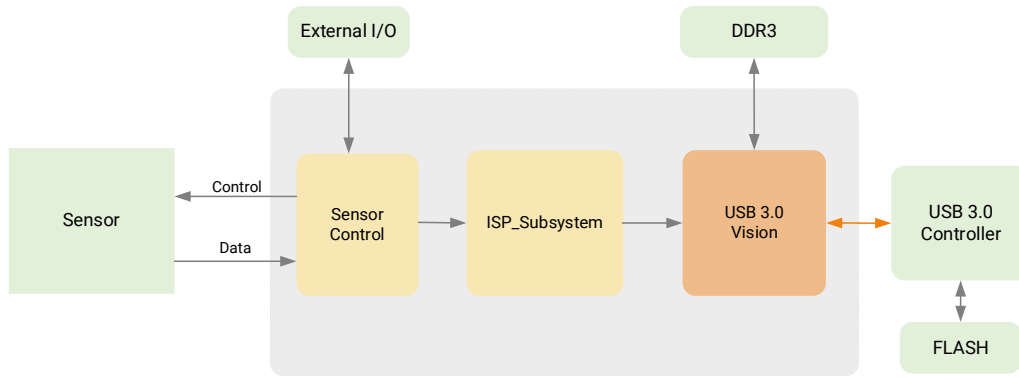 External I/O
DDR3
Sensor
Control
Data
Sensor
Control
ISP_Subsystem
USB 3.0
Vision
USB 3.0
Controller
FLASH